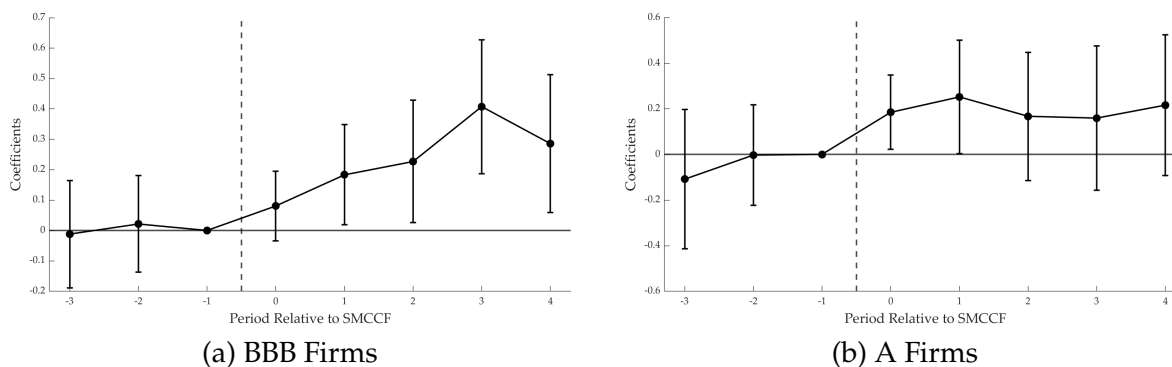 0.7
0.6
0.5
0.4
0.3
0.2
0.1
0
-0.1
-0.2
Coefficients
-3 -2 -1 0 1 2 3 4
Period Relative to SMCCF
(a) BBB Firms
0.6
0.4
0.2
0
-0.2
-0.4
-0.6
Coefficients
-3 -2 -1 0 1 2 3 4
Period Relative to SMCCF
(b) A Firms